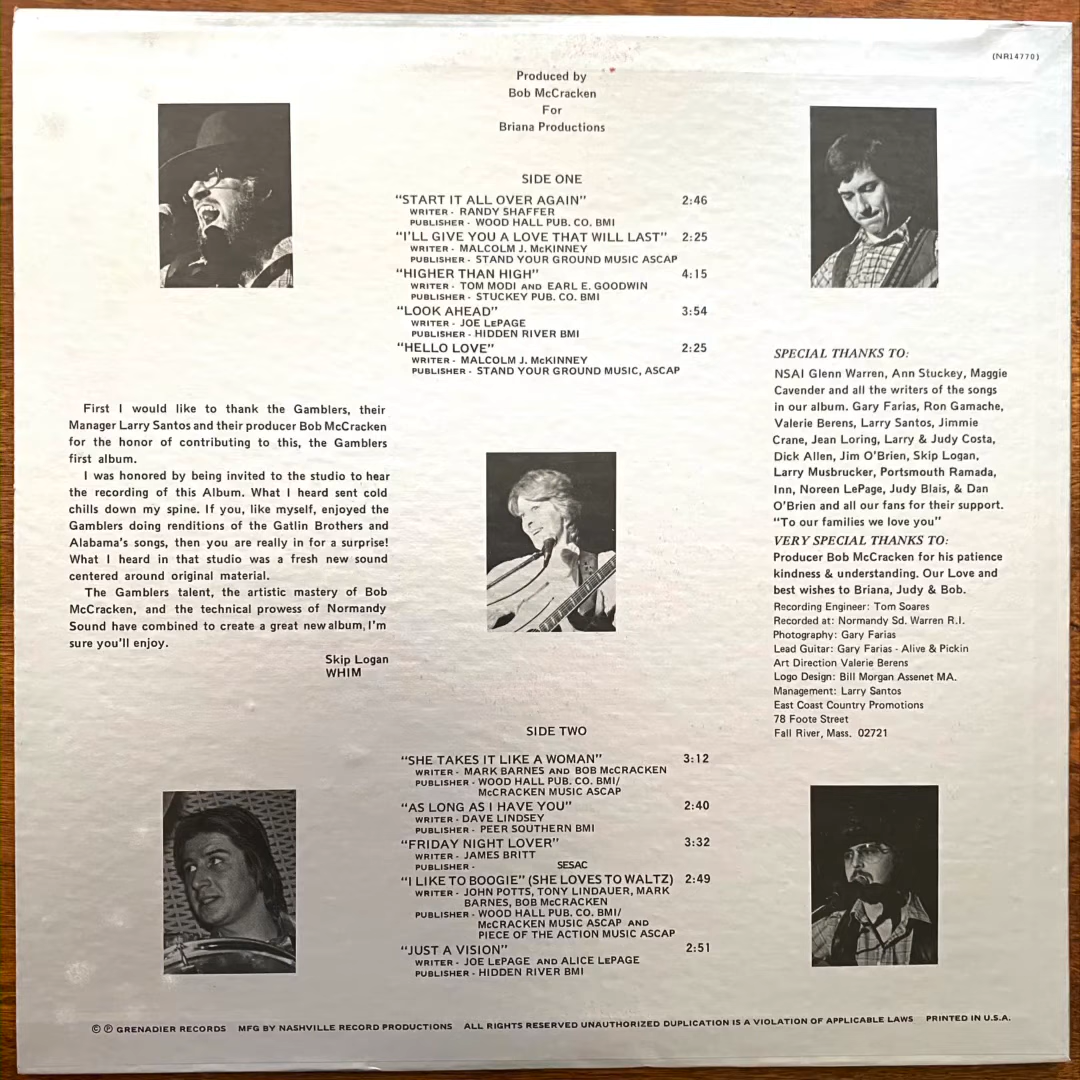 (NR14770)
Produced by
Bob McCracken
For
Briana Productions
SIDE ONE
“START IT ALL OVER AGAIN” 2:46
WRITER - RANDY SHAFFER
PUBLISHER - WOOD HALL PUB. CO. BMI
“I’LL GIVE YOU A LOVE THAT WILL LAST” 2:25
WRITER - MALCOLM J. McKINNEY
PUBLISHER - STAND YOUR GROUND MUSIC ASCAP
“HIGHER THAN HIGH” 4:15
WRITER - TOM MODI AND EARL E. GOODWIN
PUBLISHER - STUCKEY PUB. CO. BMI
“LOOK AHEAD” 3:54
WRITER - JOE LePAGE
PUBLISHER - HIDDEN RIVER BMI
“HELLO LOVE” 2:25
WRITER - MALCOLM J. McKINNEY
PUBLISHER - STAND YOUR GROUND MUSIC, ASCAP
First I would like to thank the Gamblers, their
Manager Larry Santos and their producer Bob McCracken
for the honor of contributing to this, the Gamblers
first album.
I was honored by being invited to the studio to hear
the recording of this Album. What I heard sent cold
chills down my spine. If you, like myself, enjoyed the
Gamblers doing renditions of the Gatlin Brothers and
Alabama’s songs, then you are really in for a surprise!
What I heard in that studio was a fresh new sound
centered around original material.
The Gamblers talent, the artistic mastery of Bob
McCracken, and the technical prowess of Normandy
Sound have combined to create a great new album, I’m
sure you’ll enjoy.
Skip Logan
WHIM
SPECIAL THANKS TO:
NSAI Glenn Warren, Ann Stuckey, Maggie
Cavender and all the writers of the songs
in our album. Gary Farias, Ron Gamache,
Valerie Berens, Larry Santos, Jimmie
Crane, Jean Loring, Larry & Judy Costa,
Dick Allen, Jim O’Brien, Skip Logan,
Larry Musbrucker, Portsmouth Ramada,
Inn, Noreen LePage, Judy Blais, & Dan
O’Brien and all our fans for their support.
“To our families we love you”
VERY SPECIAL THANKS TO:
Producer Bob McCracken for his patience
kindness & understanding. Our Love and
best wishes to Briana, Judy & Bob.
Recording Engineer: Tom Soares
Recorded at: Normandy Sd. Warren R.I.
Photography: Gary Farias
Lead Guitar: Gary Farias - Alive & Pickin
Art Direction Valerie Berens
Logo Design: Bill Morgan Assenet MA.
Management: Larry Santos
East Coast Country Promotions
78 Foote Street
Fall River, Mass. 02721
SIDE TWO
“SHE TAKES IT LIKE A WOMAN” 3:12
WRITER - MARK BARNES AND BOB McCRACKEN
PUBLISHER - WOOD HALL PUB. CO. BMI/
McCRACKEN MUSIC ASCAP
“AS LONG AS I HAVE YOU” 2:40
WRITER - DAVE LINDSEY
PUBLISHER - PEER SOUTHERN BMI
“FRIDAY NIGHT LOVER” 3:32
WRITER - JAMES BRITT
PUBLISHER - SESAC
“I LIKE TO BOOGIE” (SHE LOVES TO WALTZ) 2:49
WRITER - JOHN POTTS, TONY LINDAUER, MARK
BARNES, BOB McCRACKEN
PUBLISHER - WOOD HALL PUB. CO. BMI/
McCRACKEN MUSIC ASCAP AND
PIECE OF THE ACTION MUSIC ASCAP
“JUST A VISION” 2:51
WRITER - JOE LePAGE AND ALICE LePAGE
PUBLISHER - HIDDEN RIVER BMI
© ℗ GRENADIER RECORDS MFG BY NASHVILLE RECORD PRODUCTIONS ALL RIGHTS RESERVED UNAUTHORIZED DUPLICATION IS A VIOLATION OF APPLICABLE LAWS PRINTED IN U.S.A.